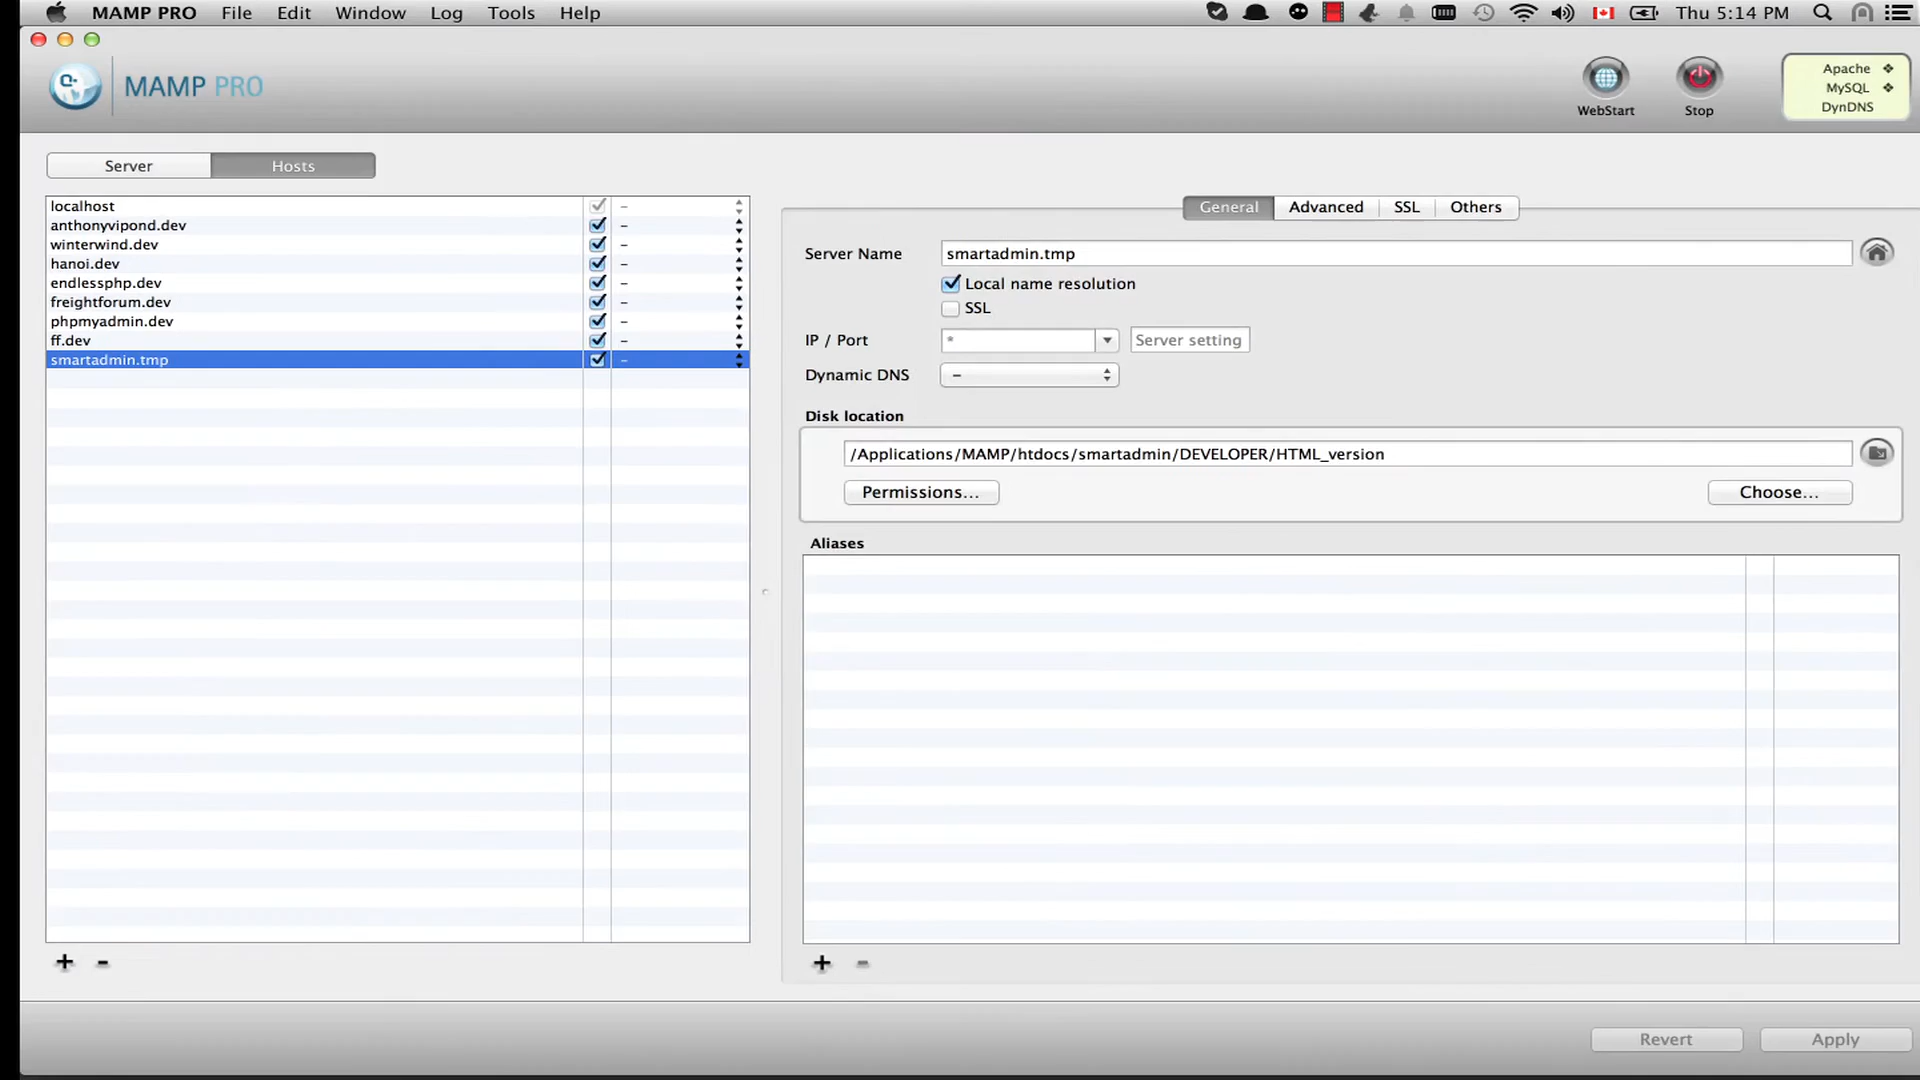 MAMP PRO File Edit Window Log Tools Help Thu 5:14 PM
MAMP PRO
WebStart
Stop
Apache
MySQL
DynDNS
Server Hosts
localhost –
anthonyvipond.dev –
winterwind.dev –
hanoi.dev –
endlessphp.dev –
freightforum.dev –
phpmyadmin.dev –
ff.dev –
smartadmin.tmp –
General Advanced SSL Others
Server Name smartadmin.tmp
Local name resolution
SSL
IP / Port * Server setting
Dynamic DNS –
Disk location
/Applications/MAMP/htdocs/smartadmin/DEVELOPER/HTML_version
Permissions... Choose...
Aliases
+ -
+ -
Revert Apply